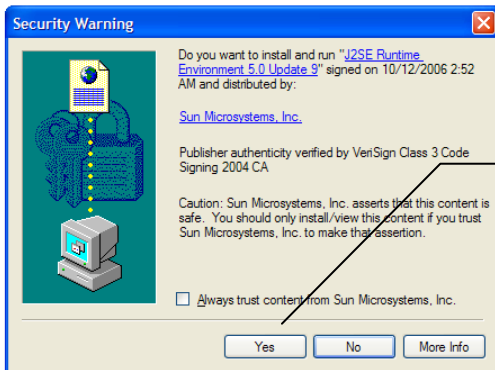 Security Warning
Do you want to install and run "J2SE Runtime
Environment 5.0 Update 9" signed on 10/12/2006 2:52
AM and distributed by:
Sun Microsystems, Inc.
Publisher authenticity verified by VeriSign Class 3 Code
Signing 2004 CA
Caution: Sun Microsystems, Inc. asserts that this content is
safe. You should only install/view this content if you trust
Sun Microsystems, Inc. to make that assertion.
Always trust content from Sun Microsystems, Inc.
Yes No More Info